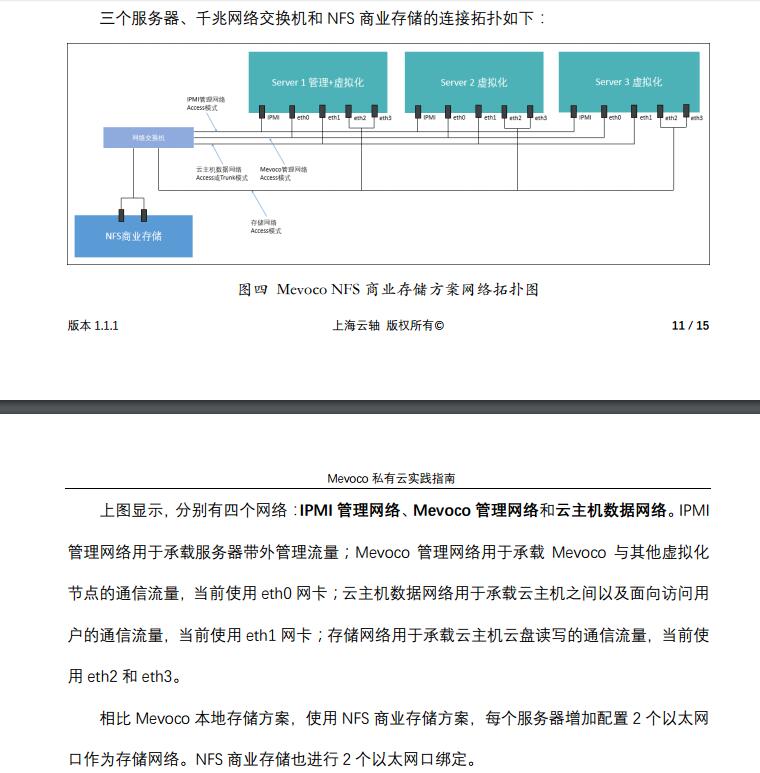 三个服务器、千兆网络交换机和 NFS 商业存储的连接拓扑如下：
Server 1 管理+虚拟化
Server 2 虚拟化
Server 3 虚拟化
IPMI管理网络
Access模式
IPMI
eth0
eth1
eth2
eth3
IPMI
eth0
eth1
eth2
eth3
IPMI
eth0
eth1
eth2
eth3
网络交换机
云主机数据网络
Access或Trunk模式
Mevoco管理网络
Access模式
存储网络
Access模式
NFS商业存储
图四 Mevoco NFS 商业存储方案网络拓扑图
版本 1.1.1
上海云轴 版权所有©
11 / 15
Mevoco 私有云实践指南
上图显示，分别有四个网络：IPMI 管理网络、Mevoco 管理网络和云主机数据网络。IPMI
管理网络用于承载服务器带外管理流量；Mevoco 管理网络用于承载 Mevoco 与其他虚拟化
节点的通信流量，当前使用 eth0 网卡；云主机数据网络用于承载云主机之间以及面向访问用
户的通信流量，当前使用 eth1 网卡；存储网络用于承载云主机云盘读写的通信流量，当前使
用 eth2 和 eth3。
相比 Mevoco 本地存储方案，使用 NFS 商业存储方案，每个服务器增加配置 2 个以太网
口作为存储网络。NFS 商业存储也进行 2 个以太网口绑定。